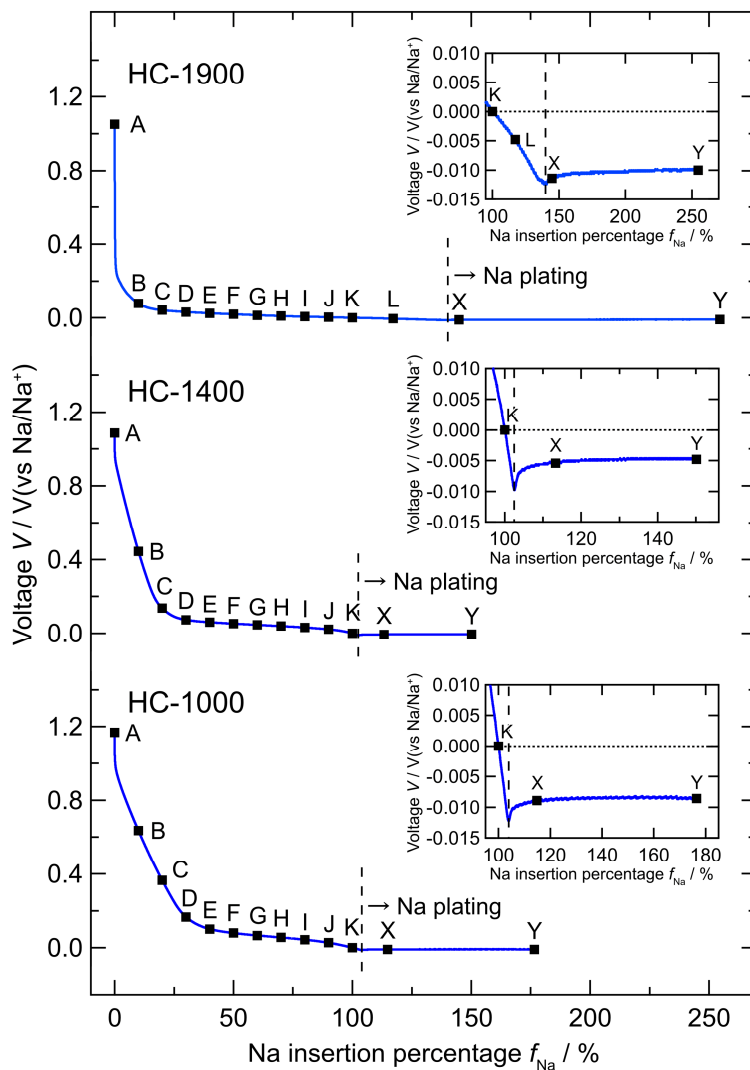 HC-1900
1.2
0.8
0.4
0.0
A
B C D E F G H I J K L X Y
→ Na plating
Voltage V / V(vs Na/Na⁺)
0.010
0.005
0.000
-0.005
-0.010
-0.015
K
L
X
Y
100 150 200 250
Na insertion percentage f_Na / %
HC-1400
1.2
0.8
0.4
0.0
A
B
C D E F G H I J K X Y
→ Na plating
Voltage V / V(vs Na/Na⁺)
0.010
0.005
0.000
-0.005
-0.010
-0.015
K
X
Y
100 120 140
Na insertion percentage f_Na / %
Voltage V / V(vs Na/Na⁺)
HC-1000
1.2
0.8
0.4
0.0
A
B
C
D E F G H I J K X Y
→ Na plating
Voltage V / V(vs Na/Na⁺)
0.010
0.005
0.000
-0.005
-0.010
-0.015
K
X
Y
100 120 140 160 180
Na insertion percentage f_Na / %
0 50 100 150 200 250
Na insertion percentage f_Na / %